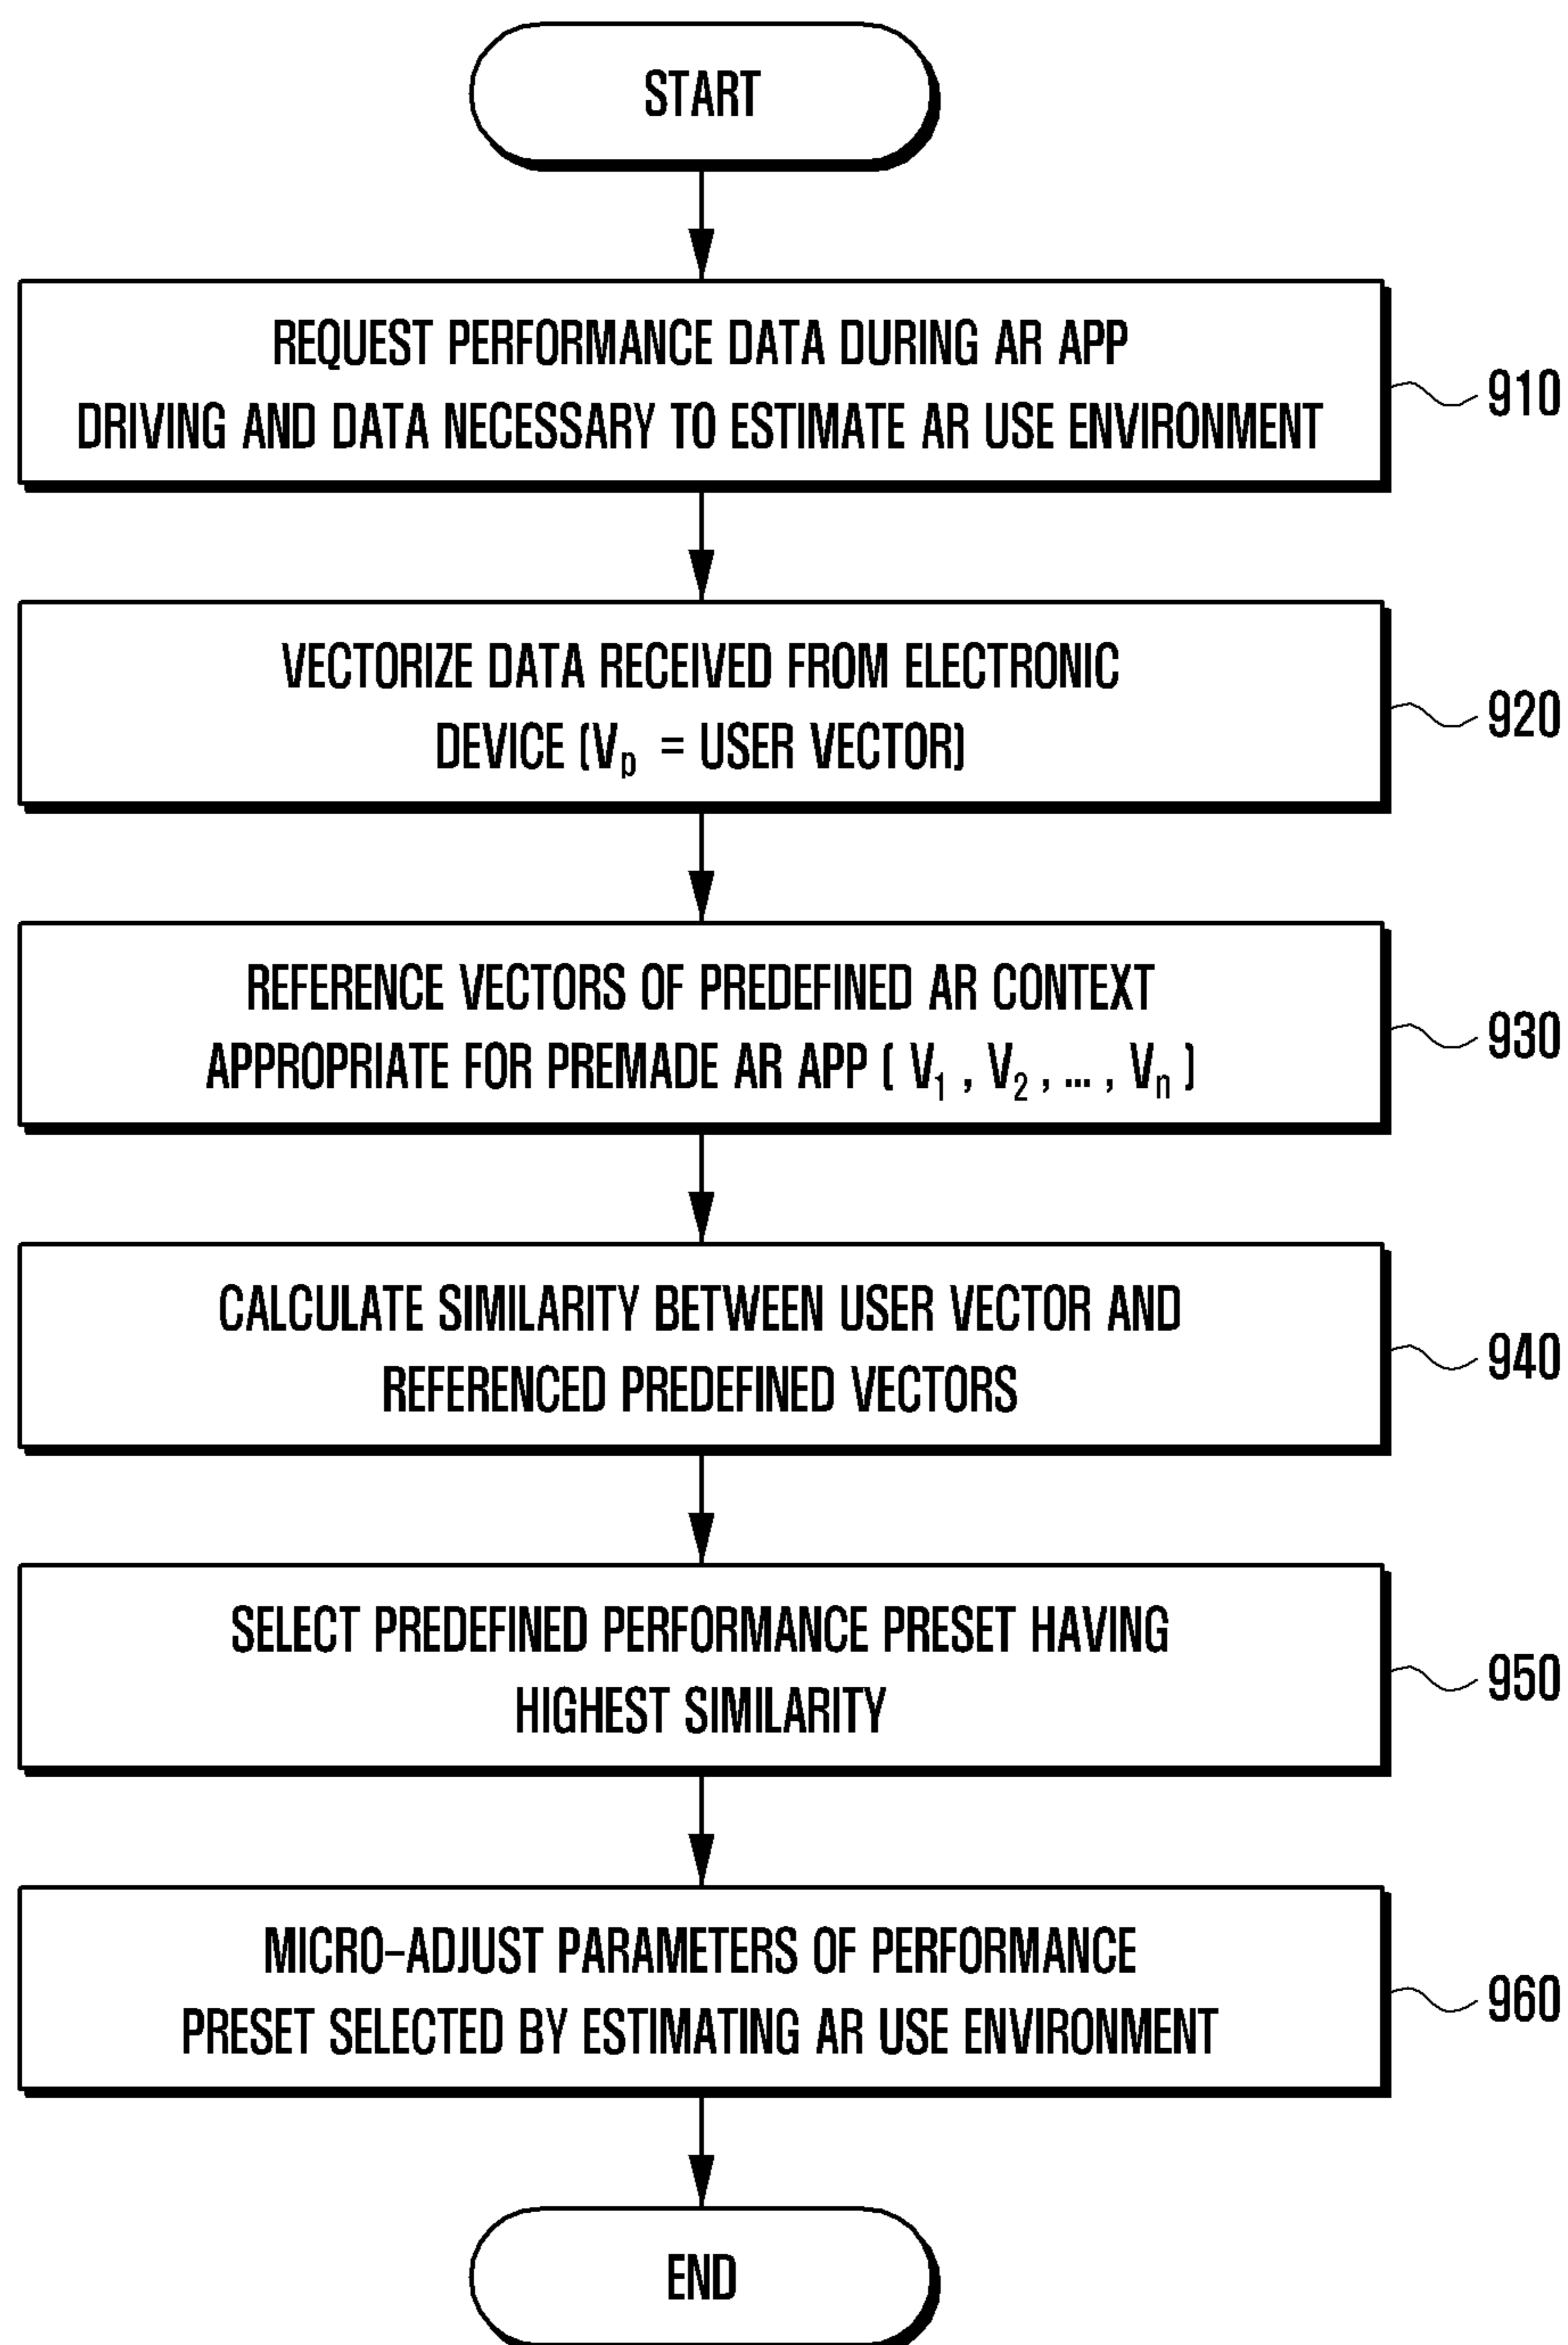 START
REQUEST PERFORMANCE DATA DURING AR APP
DRIVING AND DATA NECESSARY TO ESTIMATE AR USE ENVIRONMENT
910
VECTORIZE DATA RECEIVED FROM ELECTRONIC
DEVICE (Vp = USER VECTOR)
920
REFERENCE VECTORS OF PREDEFINED AR CONTEXT
APPROPRIATE FOR PREMADE AR APP ( V1 , V2 , ... , Vn )
930
CALCULATE SIMILARITY BETWEEN USER VECTOR AND
REFERENCED PREDEFINED VECTORS
940
SELECT PREDEFINED PERFORMANCE PRESET HAVING
HIGHEST SIMILARITY
950
MICRO-ADJUST PARAMETERS OF PERFORMANCE
PRESET SELECTED BY ESTIMATING AR USE ENVIRONMENT
960
END